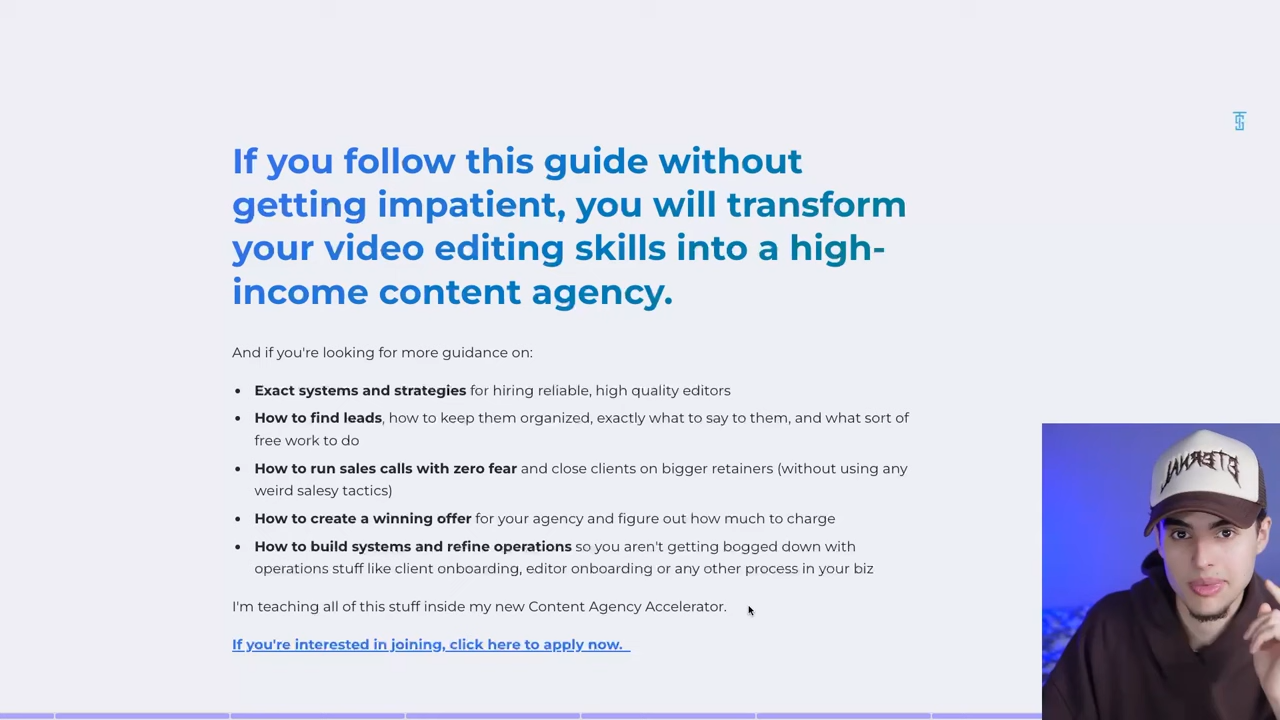 If you follow this guide without
getting impatient, you will transform
your video editing skills into a high-
income content agency.
And if you're looking for more guidance on:
• Exact systems and strategies for hiring reliable, high quality editors
• How to find leads, how to keep them organized, exactly what to say to them, and what sort of
free work to do
• How to run sales calls with zero fear and close clients on bigger retainers (without using any
weird salesy tactics)
• How to create a winning offer for your agency and figure out how much to charge
• How to build systems and refine operations so you aren't getting bogged down with
operations stuff like client onboarding, editor onboarding or any other process in your biz
I'm teaching all of this stuff inside my new Content Agency Accelerator.
If you're interested in joining, click here to apply now.